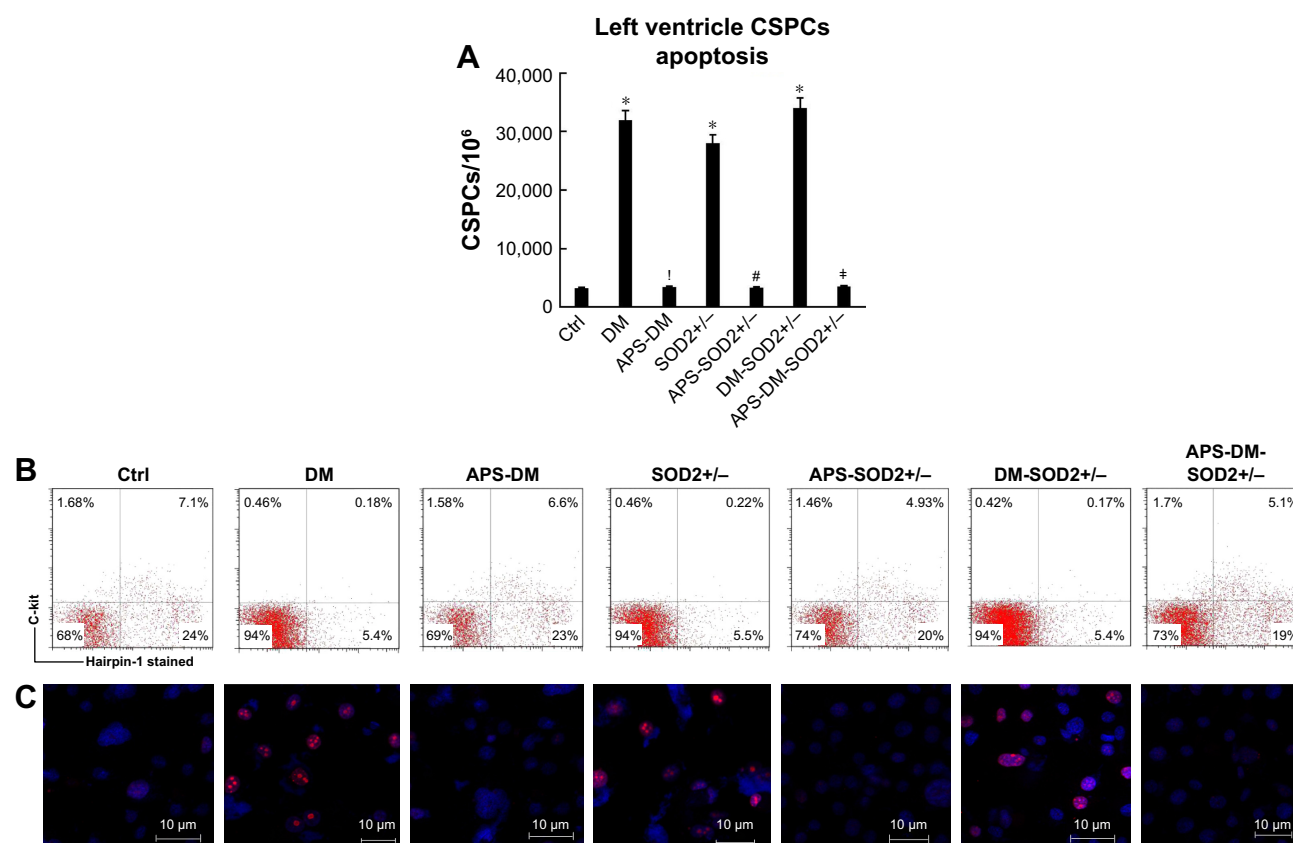 Left ventricle CSPCs
apoptosis
A
CSPCs/10⁶
40,000
30,000
20,000
10,000
0
*
!
*
#
*
ǂ
Ctrl
DM
APS-DM
SOD2+/–
APS-SOD2+/–
DM-SOD2+/–
APS-DM-SOD2+/–
B
Ctrl
DM
APS-DM
SOD2+/–
APS-SOD2+/–
DM-SOD2+/–
APS-DM-
SOD2+/–
1.68% 7.1%
0.46% 0.18%
1.58% 6.6%
0.46% 0.22%
1.46% 4.93%
0.42% 0.17%
1.7% 5.1%
68% 24%
94% 5.4%
69% 23%
94% 5.5%
74% 20%
94% 5.4%
73% 19%
C-kit
Hairpin-1 stained
C
10 µm
10 µm
10 µm
10 µm
10 µm
10 µm
10 µm